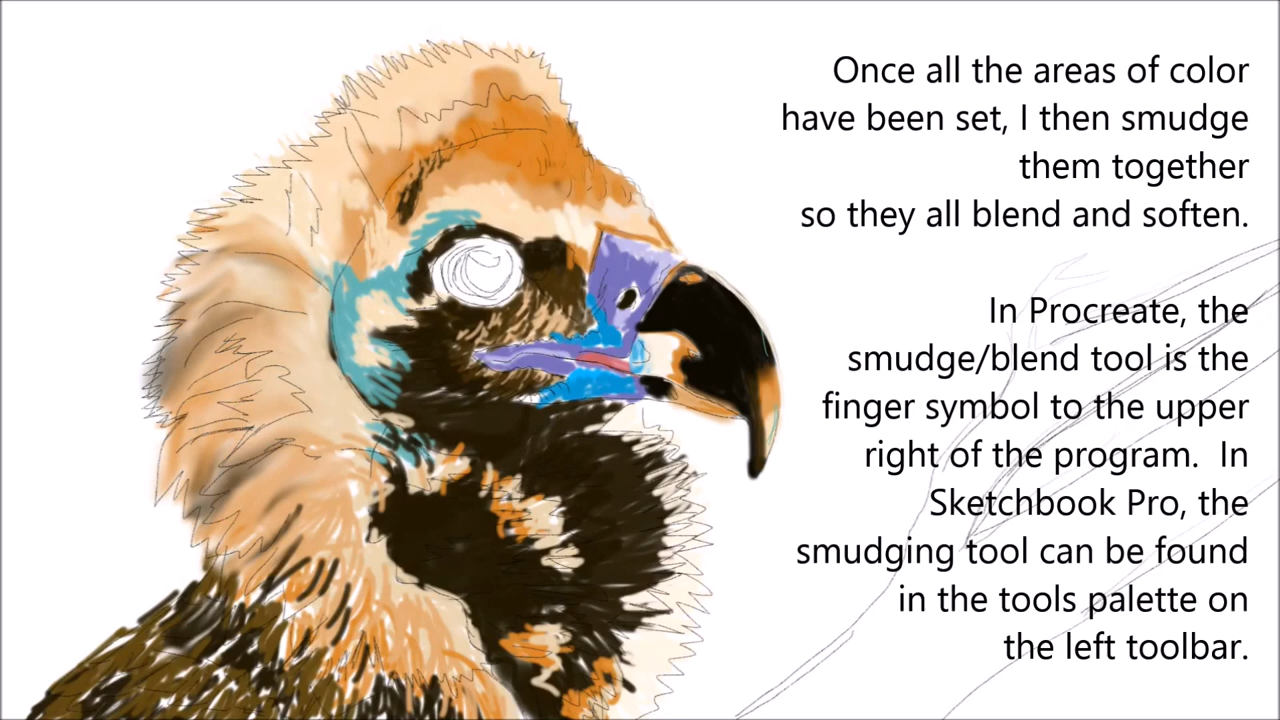 Once all the areas of color
have been set, I then smudge
them together
so they all blend and soften.
In Procreate, the
smudge/blend tool is the
finger symbol to the upper
right of the program.  In
Sketchbook Pro, the
smudging tool can be found
in the tools palette on
the left toolbar.